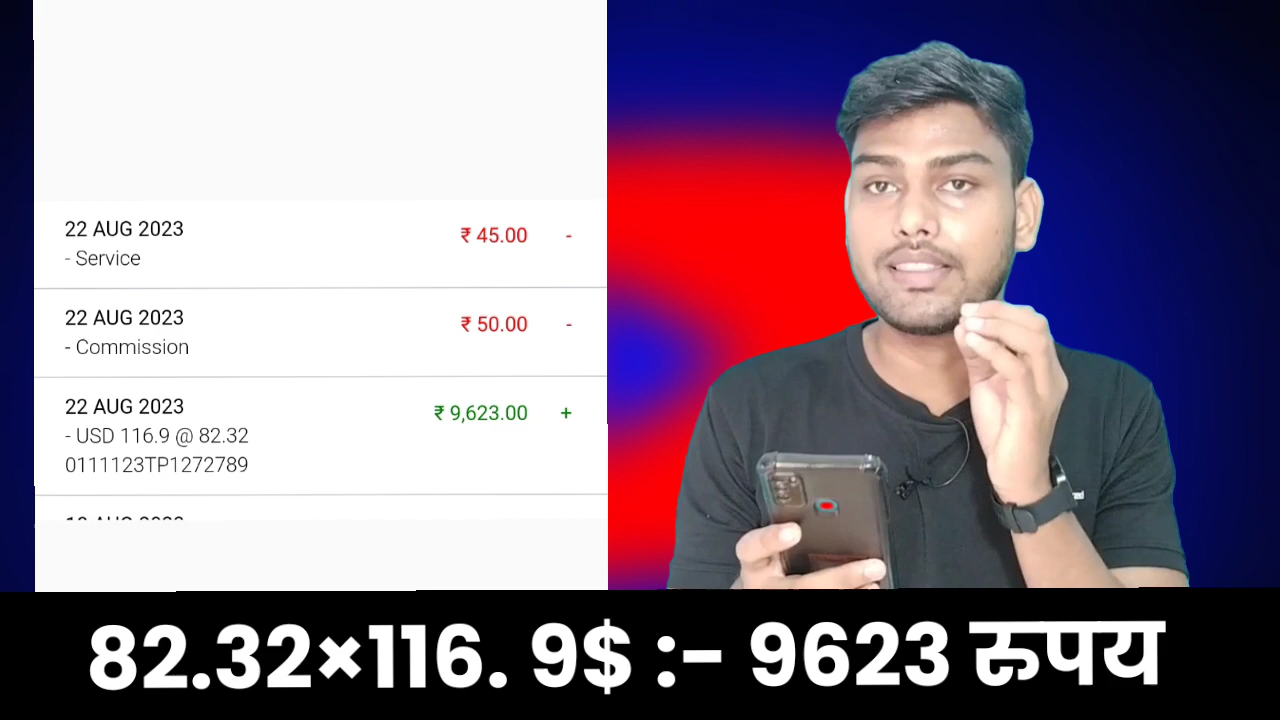 22 AUG 2023
₹ 45.00 -
- Service
22 AUG 2023
₹ 50.00 -
- Commission
22 AUG 2023
₹ 9,623.00 +
- USD 116.9 @ 82.32
0111123TP1272789
82.32×116. 9$ :- 9623 रुपय